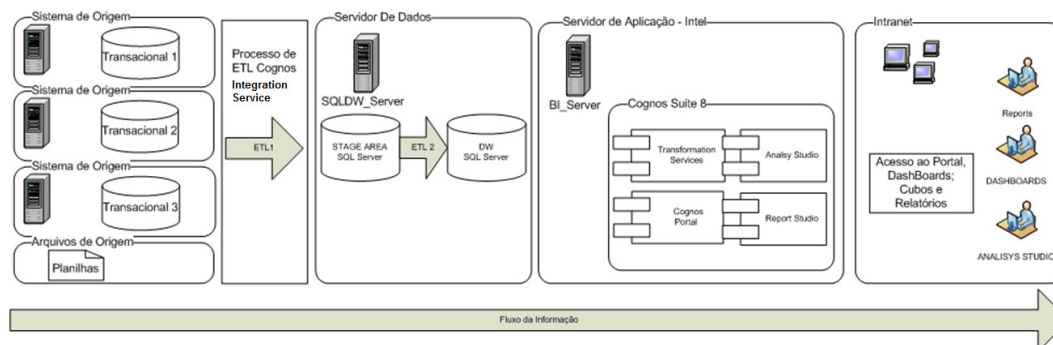 Sistema de Origem
Transacional 1
Sistema de Origem
Transacional 2
Sistema de Origem
Transacional 3
Arquivos de Origem
Planilhas
Processo de
ETL Cognos
Integration
Service
ETL1
Servidor De Dados
SQLDW_Server
STAGE AREA
SQL Server
ETL 2
DW
SQL Server
Servidor de Aplicação - Intel
BI_Server
Cognos Suite 8
Transformation
Services
Analsy Studio
Cognos
Portal
Report Studio
Intranet
Acesso ao Portal,
DashBoards;
Cubos e
Relatórios
Reports
DASHBOARDS
ANALISYS STUDIO
Fluxo da Informação